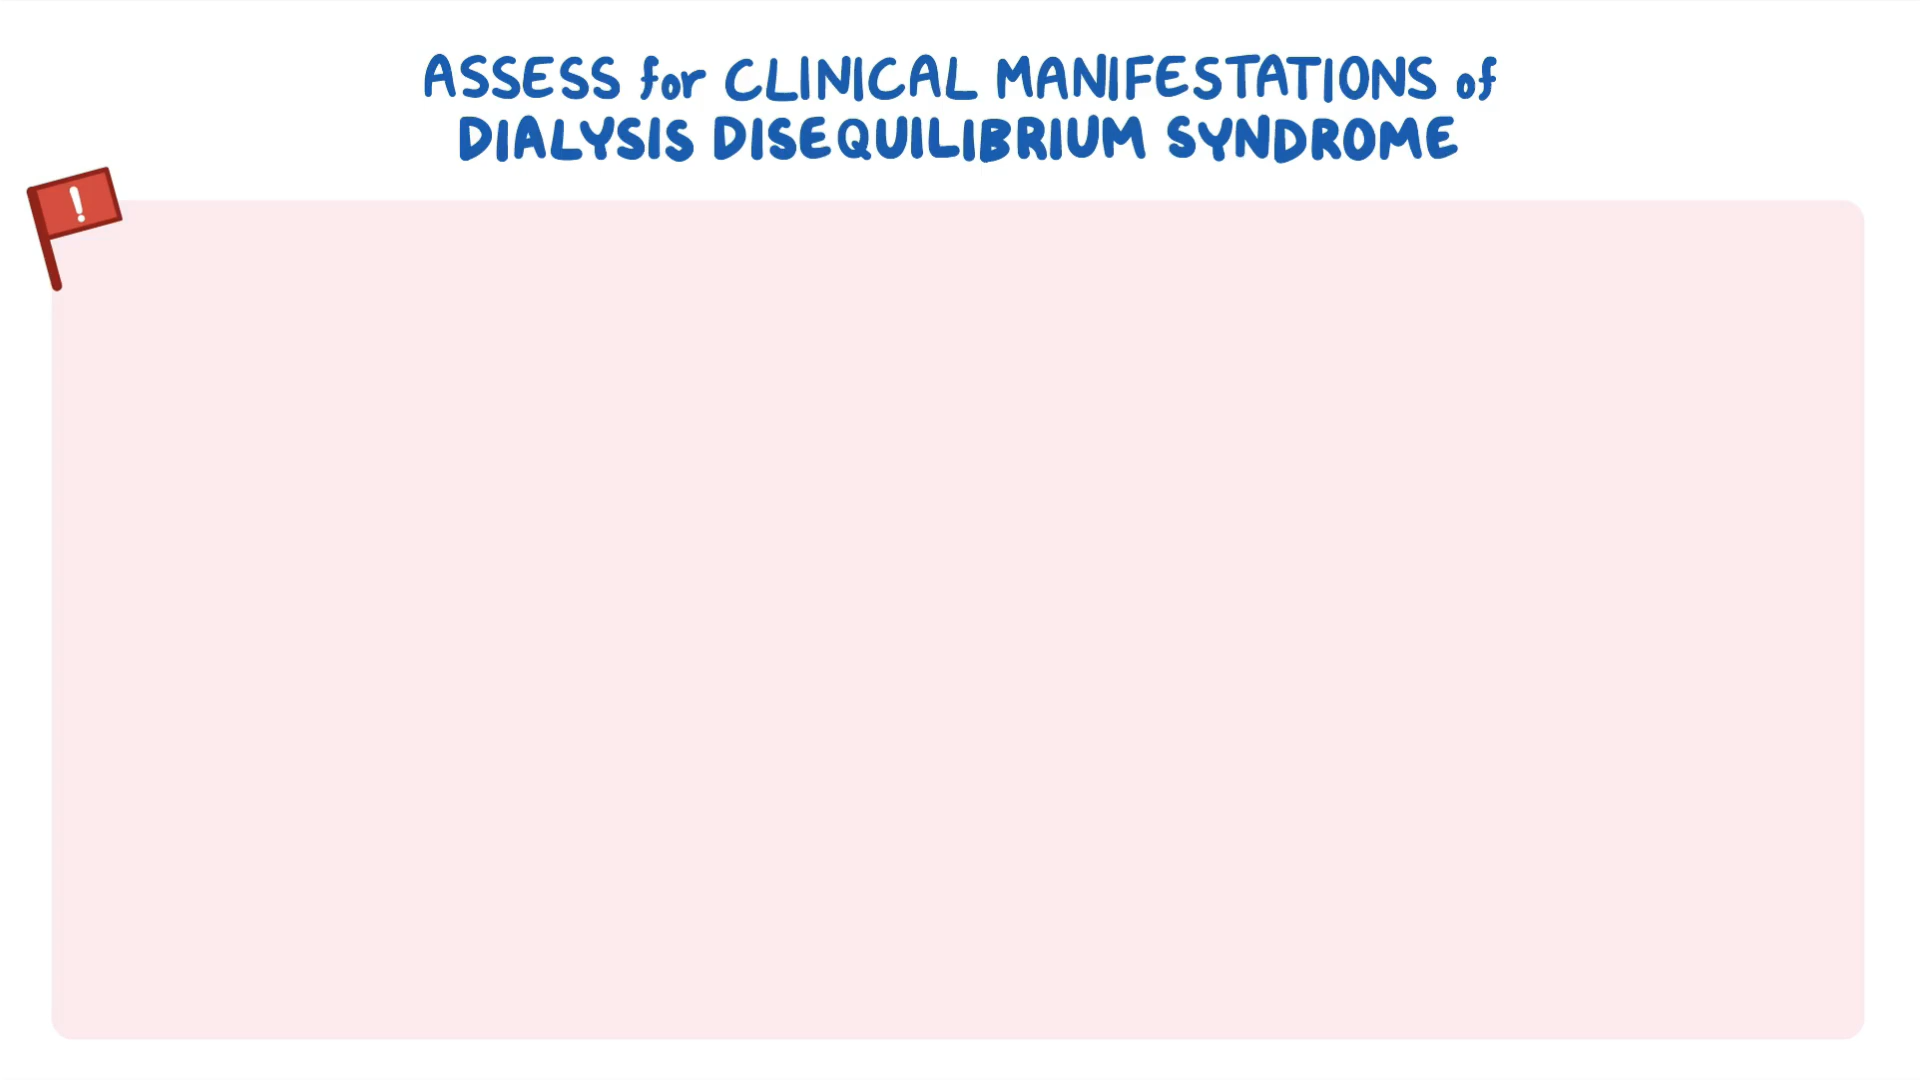 ASSESS for CLINICAL MANIFESTATIONS of
DIALYSIS DISEQUILIBRIUM SYNDROME
!